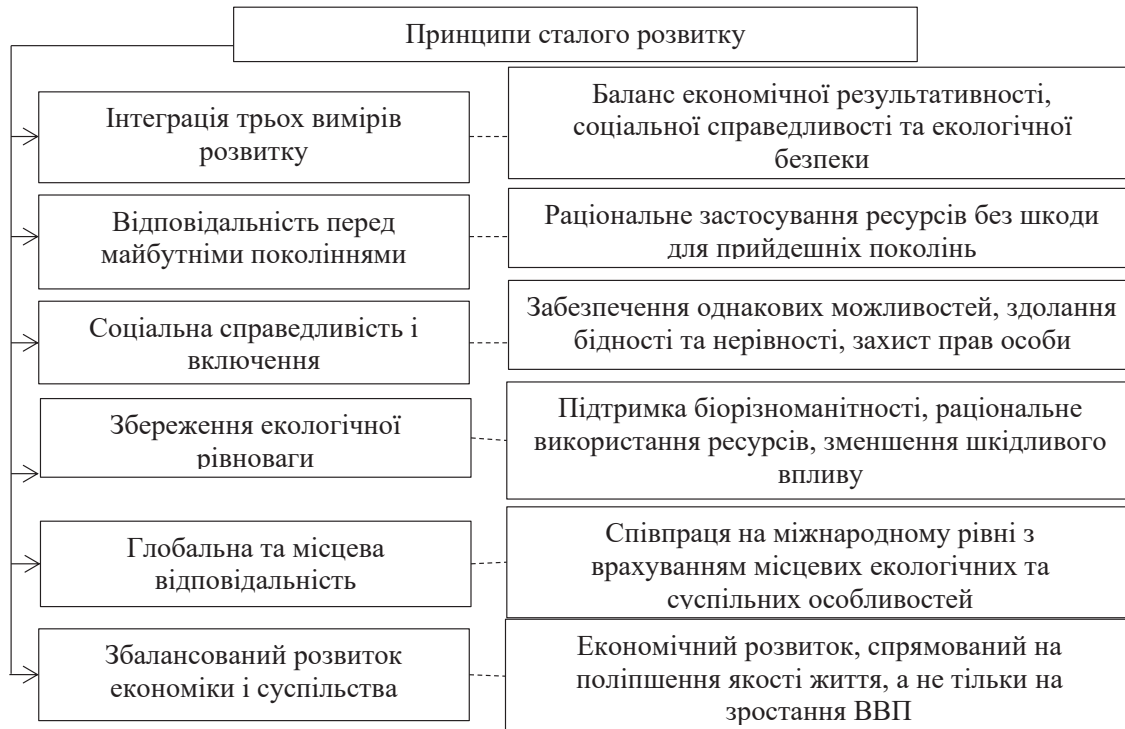 Принципи сталого розвитку
Інтеграція трьох вимірів
розвитку
Баланс економічної результативності,
соціальної справедливості та екологічної
безпеки
Відповідальність перед
майбутніми поколіннями
Раціональне застосування ресурсів без шкоди
для прийдешніх поколінь
Соціальна справедливість і
включення
Забезпечення однакових можливостей, здолання
бідності та нерівності, захист прав особи
Збереження екологічної
рівноваги
Підтримка біорізноманітності, раціональне
використання ресурсів, зменшення шкідливого
впливу
Глобальна та місцева
відповідальність
Співпраця на міжнародному рівні з
врахуванням місцевих екологічних та
суспільних особливостей
Збалансований розвиток
економіки і суспільства
Економічний розвиток, спрямований на
поліпшення якості життя, а не тільки на
зростання ВВП